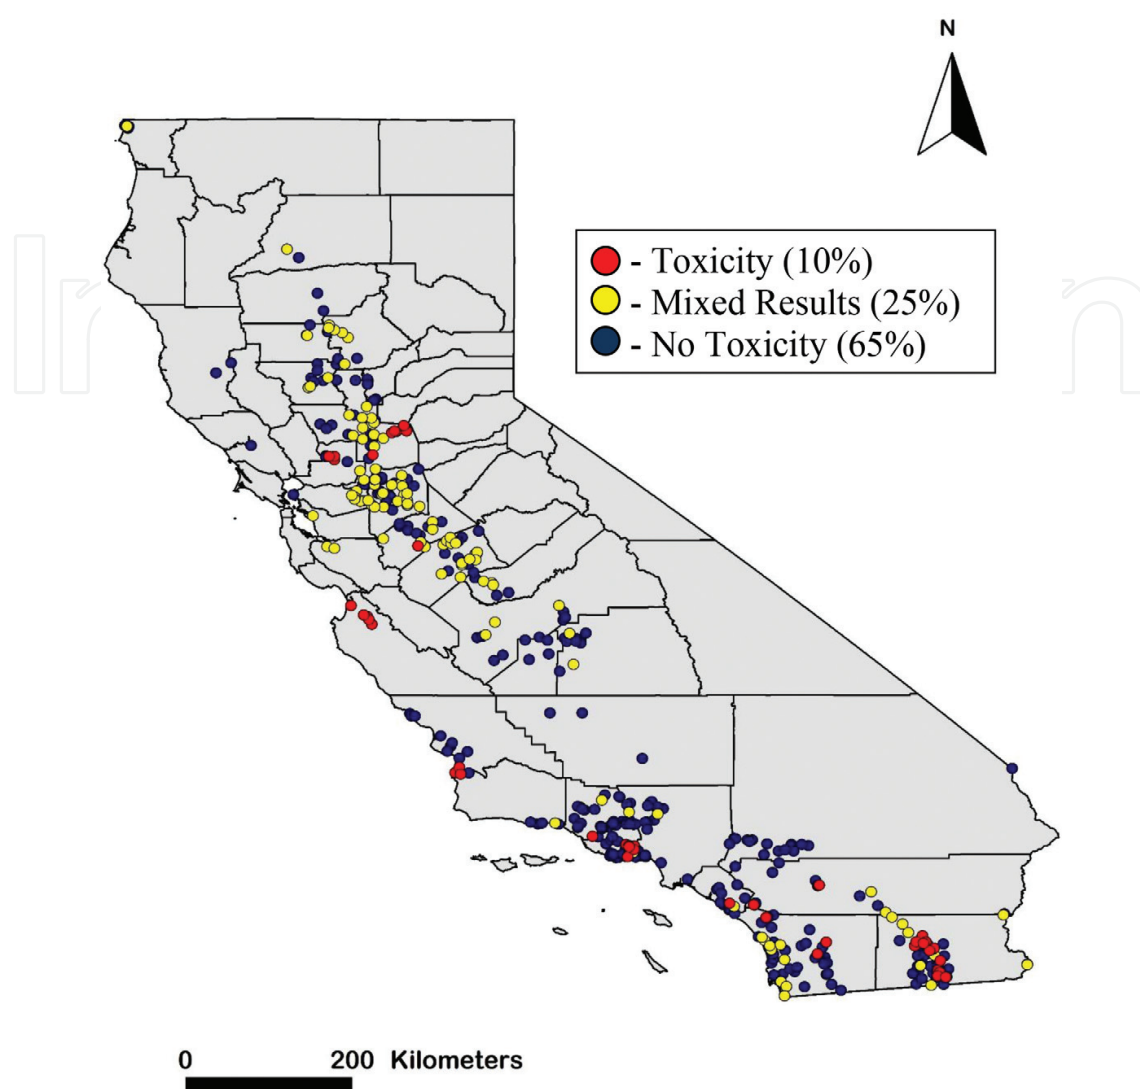 N
- Toxicity (10%)
- Mixed Results (25%)
- No Toxicity (65%)
0 200 Kilometers